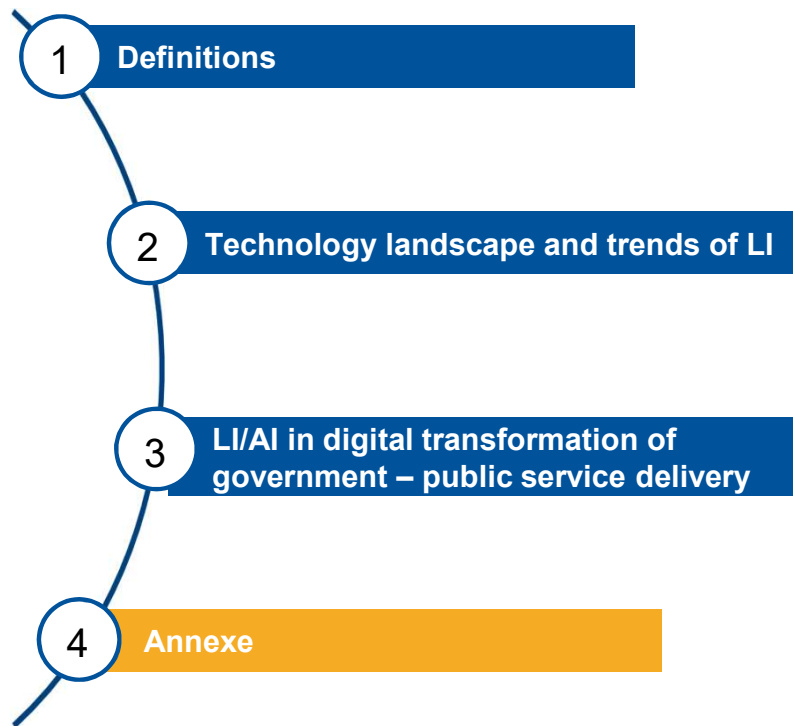 1
Definitions
2
Technology landscape and trends of LI
3
LI/AI in digital transformation of
government – public service delivery
4
Annexe